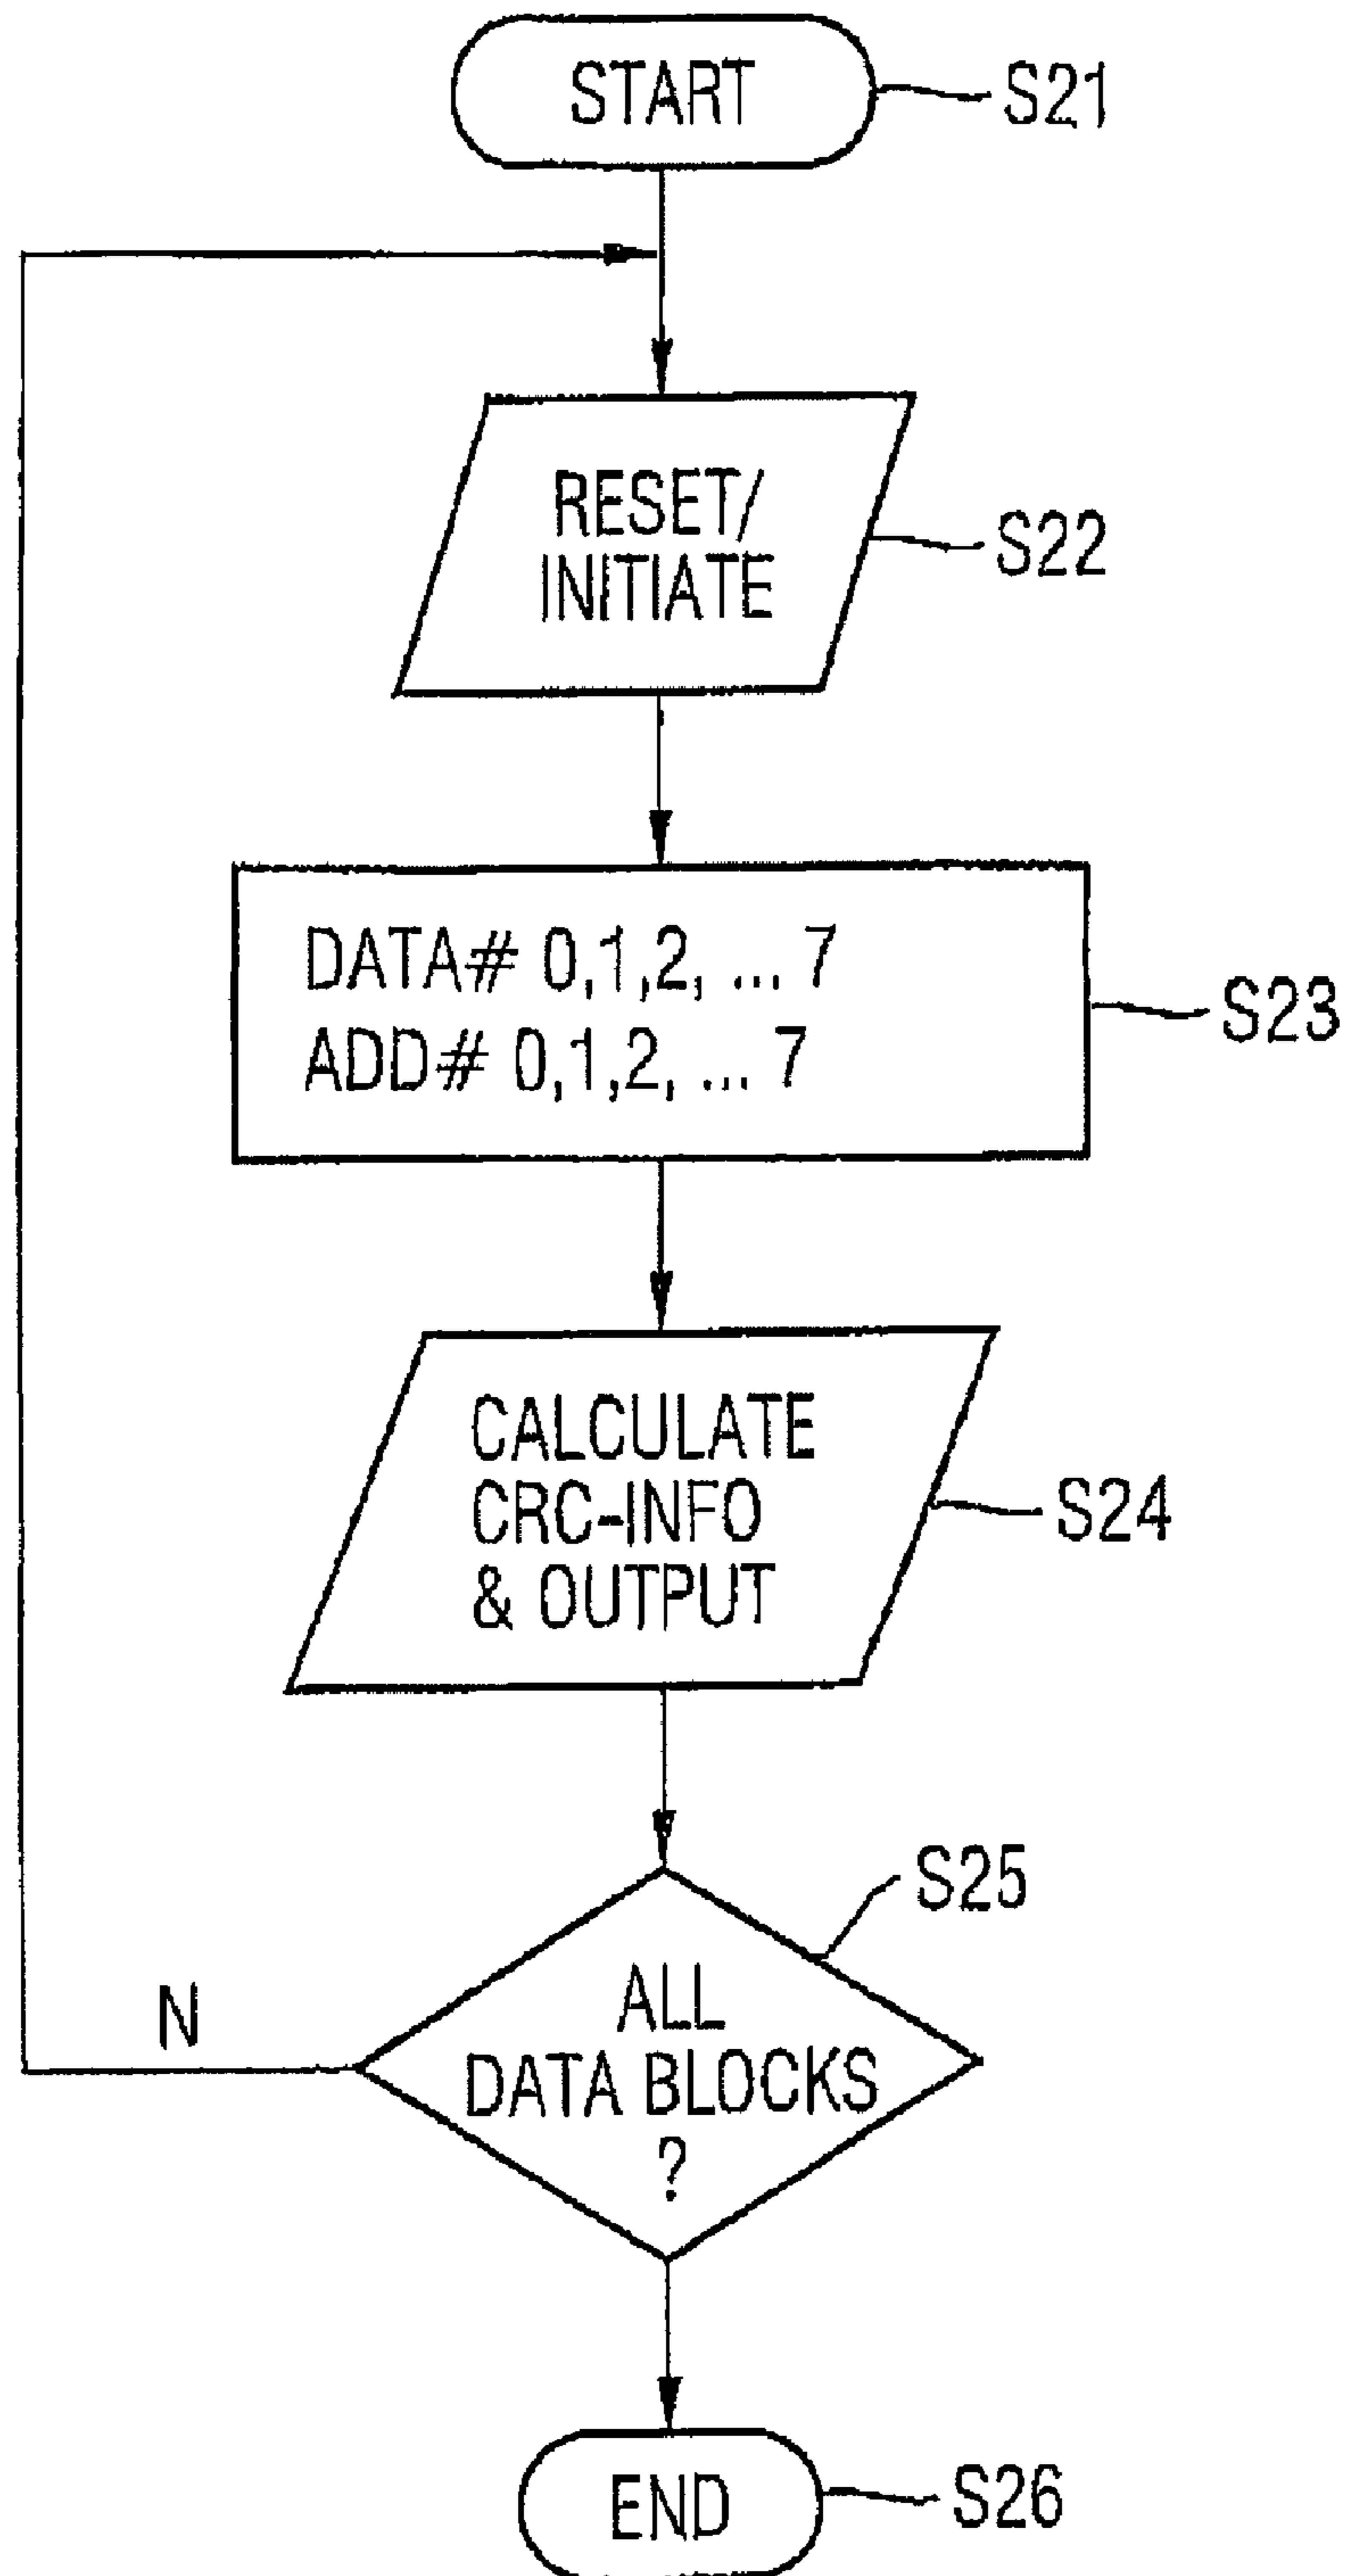 START
S21
RESET/
INITIATE
S22
DATA# 0,1,2, ... 7
ADD# 0,1,2, ... 7
S23
CALCULATE
CRC-INFO
& OUTPUT
S24
S25
ALL
DATA BLOCKS
?
N
END
S26